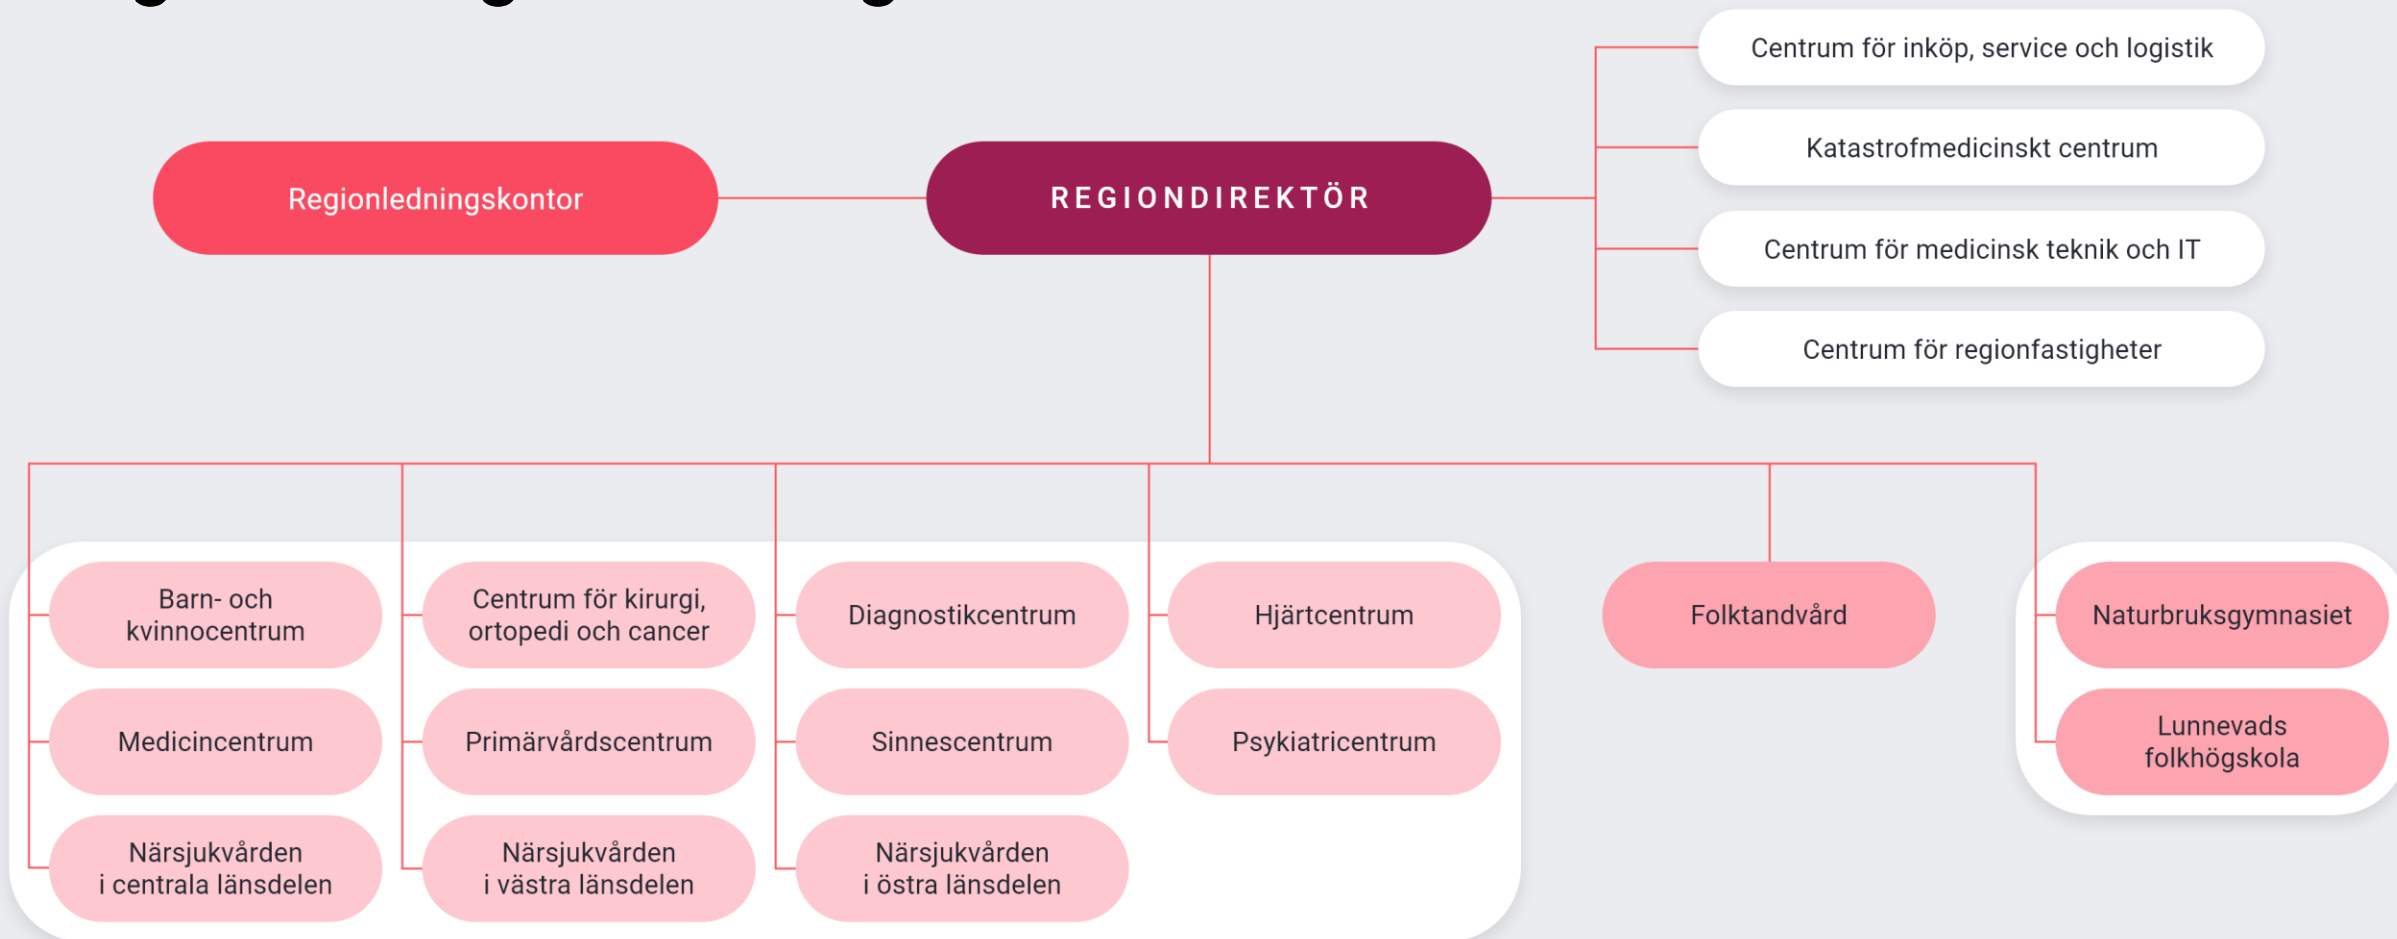 Centrum för inköp, service och logistik
Katastrofmedicinskt centrum
Regionledningskontor
REGIONDIREKTÖR
Centrum för medicinsk teknik och IT
Centrum för regionfastigheter
Barn- och
kvinnocentrum
Centrum för kirurgi,
ortopedi och cancer
Diagnostikcentrum
Hjärtcentrum
Folktandvård
Naturbruksgymnasiet
Medicincentrum
Primärvårdscentrum
Sinnescentrum
Psykiatricentrum
Lunnevads
folkhögskola
Närsjukvården
i centrala länsdelen
Närsjukvården
i västra länsdelen
Närsjukvården
i östra länsdelen